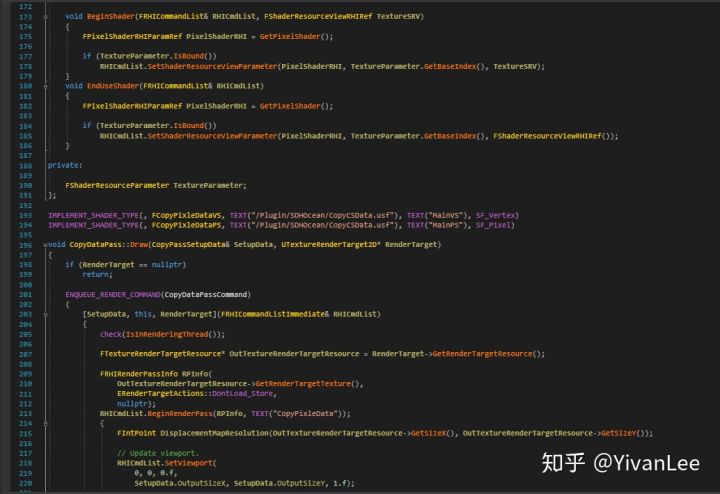 172
173 void BeginShader(FRHICommandList& RHICmdList, FShaderResourceViewRHIRef TextureSRV)
174 {
175 FPixelShaderRHIParamRef PixelShaderRHI = GetPixelShader();
176
177 if (TextureParameter.IsBound())
178 RHICmdList.SetShaderResourceViewParameter(PixelShaderRHI, TextureParameter.GetBaseIndex(), TextureSRV);
179 }
180 void EndUseShader(FRHICommandList& RHICmdList)
181 {
182 FPixelShaderRHIParamRef PixelShaderRHI = GetPixelShader();
183
184 if (TextureParameter.IsBound())
185 RHICmdList.SetShaderResourceViewParameter(PixelShaderRHI, TextureParameter.GetBaseIndex(), FShaderResourceViewRHIRef());
186 }
187
188 private:
189
190 FShaderResourceParameter TextureParameter;
191 };
192
193 IMPLEMENT_SHADER_TYPE(, FCopyPixleDataVS, TEXT("/Plugin/SDHOcean/CopyCSData.usf"), TEXT("MainVS"), SF_Vertex)
194 IMPLEMENT_SHADER_TYPE(, FCopyPixleDataPS, TEXT("/Plugin/SDHOcean/CopyCSData.usf"), TEXT("MainPS"), SF_Pixel)
195
196 void CopyDataPass::Draw(CopyPassSetupData& SetupData, UTextureRenderTarget2D* RenderTarget)
197 {
198 if (RenderTarget == nullptr)
199 return;
200
201 ENQUEUE_RENDER_COMMAND(CopyDataPassCommand)
202 (
203 [SetupData, this, RenderTarget](FRHICommandListImmediate& RHICmdList)
204 {
205 check(IsInRenderingThread());
206
207 FTextureRenderTargetResource* OutTextureRenderTargetResource = RenderTarget->GetRenderTargetResource();
208
209 FRHIRenderPassInfo RPInfo(
210 OutTextureRenderTargetResource->GetRenderTargetTexture(),
211 ERenderTargetActions::DontLoad_Store,
212 nullptr);
213 RHICmdList.BeginRenderPass(RPInfo, TEXT("CopyPixleData"));
214 {
215 FIntPoint DisplacementMapResolution(OutTextureRenderTargetResource->GetSizeX(), OutTextureRenderTargetResource->GetSizeY());
216
217 // Update viewport.
218 RHICmdList.SetViewport(
219 0, 0, 0.f,
220 SetupData.OutputSizeX, SetupData.OutputSizeY, 1.f);
知乎 @YivanLee